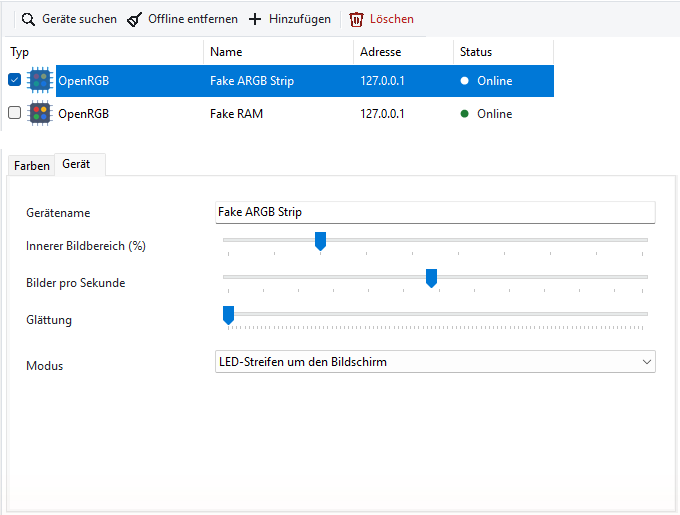 Geräte suchen Offline entfernen Hinzufügen Löschen
Typ Name Adresse Status
OpenRGB Fake ARGB Strip 127.0.0.1 Online
OpenRGB Fake RAM 127.0.0.1 Online
Farben Gerät
Gerätename Fake ARGB Strip
Innerer Bildbereich (%)
Bilder pro Sekunde
Glättung
Modus LED-Streifen um den Bildschirm